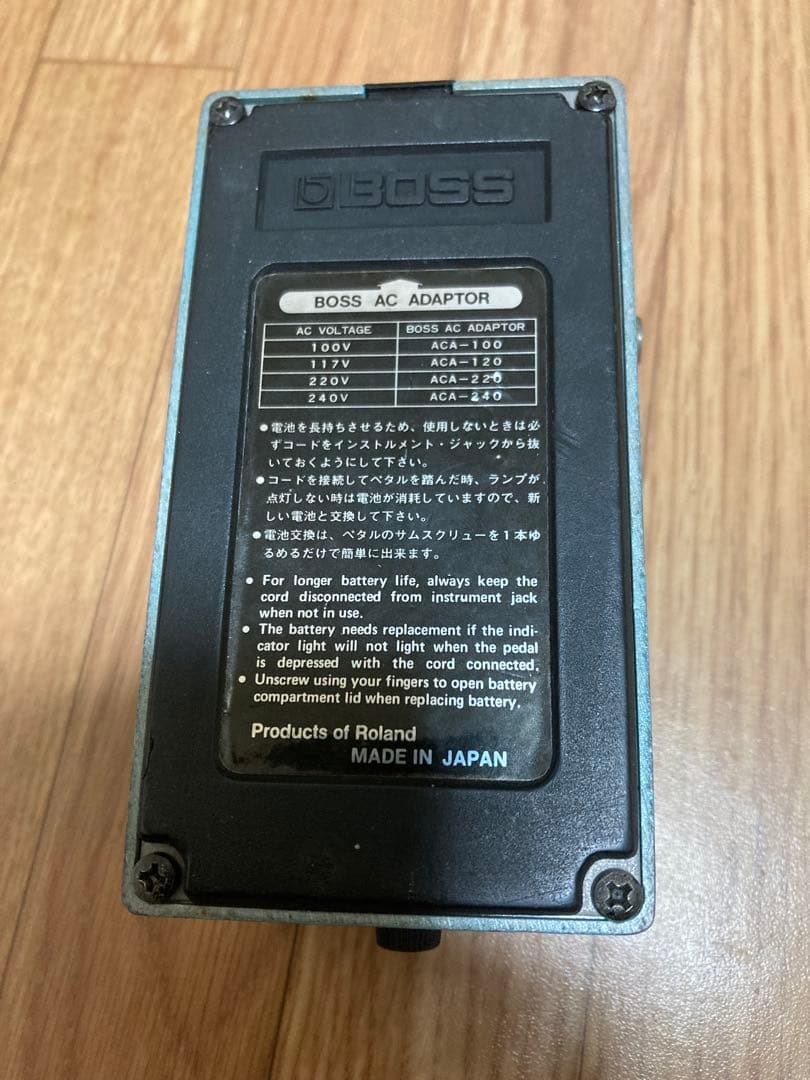 BOSS
BOSS AC ADAPTOR
AC VOLTAGE BOSS AC ADAPTOR
100V ACA-100
117V ACA-120
220V ACA-220
240V ACA-240
●電池を長持ちさせるため、使用しないときは必
ずコードをインストルメント・ジャックから抜
いておくようにして下さい。
●コードを接続してペタルを踏んだ時、ランプが
点灯しない時は電池が消耗していますので、新
しい電池と交換して下さい。
●電池交換は、ペタルのサムスクリューを1本ゆ
るめるだけで簡単に出来ます。
● For longer battery life, always keep the
cord disconnected from instrument jack
when not in use.
● The battery needs replacement if the indi-
cator light will not light when the pedal
is depressed with the cord connected.
● Unscrew using your fingers to open battery
compartment lid when replacing battery.
Products of Roland
MADE IN JAPAN